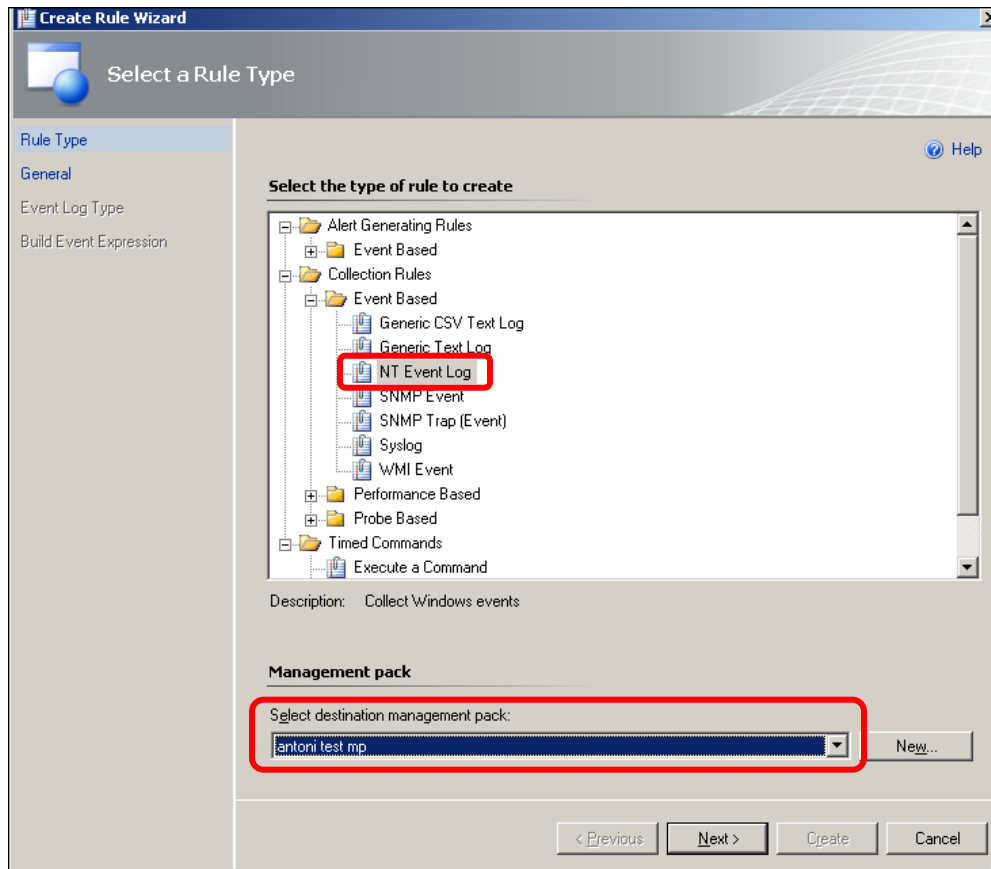 Create Rule Wizard
Select a Rule Type
Rule Type
General
Event Log Type
Build Event Expression
Help
Select the type of rule to create
Alert Generating Rules
Event Based
Collection Rules
Event Based
Generic CSV Text Log
Generic Text Log
NT Event Log
SNMP Event
SNMP Trap (Event)
Syslog
WMI Event
Performance Based
Probe Based
Timed Commands
Execute a Command
Description: Collect Windows events
Management pack
Select destination management pack:
antoni test mp
New...
< Previous
Next >
Create
Cancel